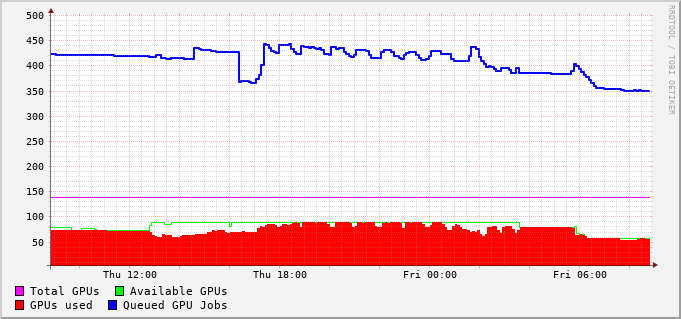 500
450
400
350
300
250
200
150
100
50
Thu 12:00 Thu 18:00 Fri 00:00 Fri 06:00
Total GPUs Available GPUs
GPUs used Queued GPU Jobs
RRDTOOL / TOBI OETIKER